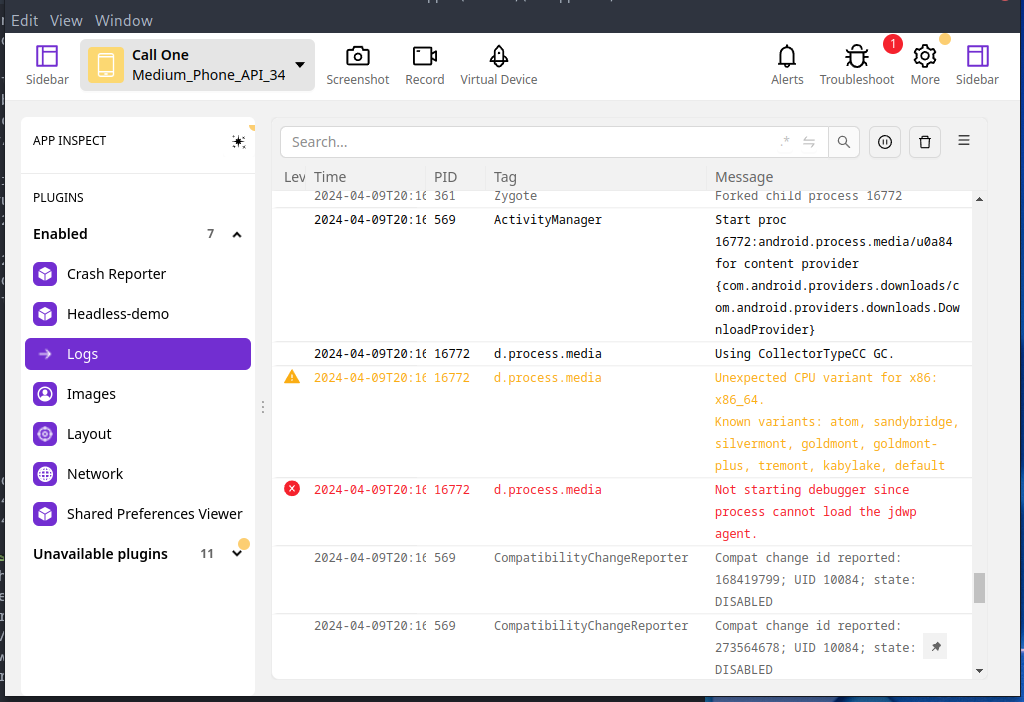 Edit View Window
Call One
Medium_Phone_API_34
Sidebar
Screenshot
Record
Virtual Device
Alerts
1
Troubleshoot
More
Sidebar
APP INSPECT
PLUGINS
Enabled 7
Crash Reporter
Headless-demo
Logs
Images
Layout
Network
Shared Preferences Viewer
Unavailable plugins 11
Search...
.*
Lev Time PID Tag Message
2024-04-09T20:16 361 Zygote Forked child process 16772
2024-04-09T20:16 569 ActivityManager Start proc
16772:android.process.media/u0a84
for content provider
{com.android.providers.downloads/c
om.android.providers.downloads.Dow
nloadProvider}
2024-04-09T20:16 16772 d.process.media Using CollectorTypeCC GC.
2024-04-09T20:16 16772 d.process.media Unexpected CPU variant for x86:
x86_64.
Known variants: atom, sandybridge,
silvermont, goldmont, goldmont-
plus, tremont, kabylake, default
2024-04-09T20:16 16772 d.process.media Not starting debugger since
process cannot load the jdwp
agent.
2024-04-09T20:16 569 CompatibilityChangeReporter Compat change id reported:
168419799; UID 10084; state:
DISABLED
2024-04-09T20:16 569 CompatibilityChangeReporter Compat change id reported:
273564678; UID 10084; state:
DISABLED